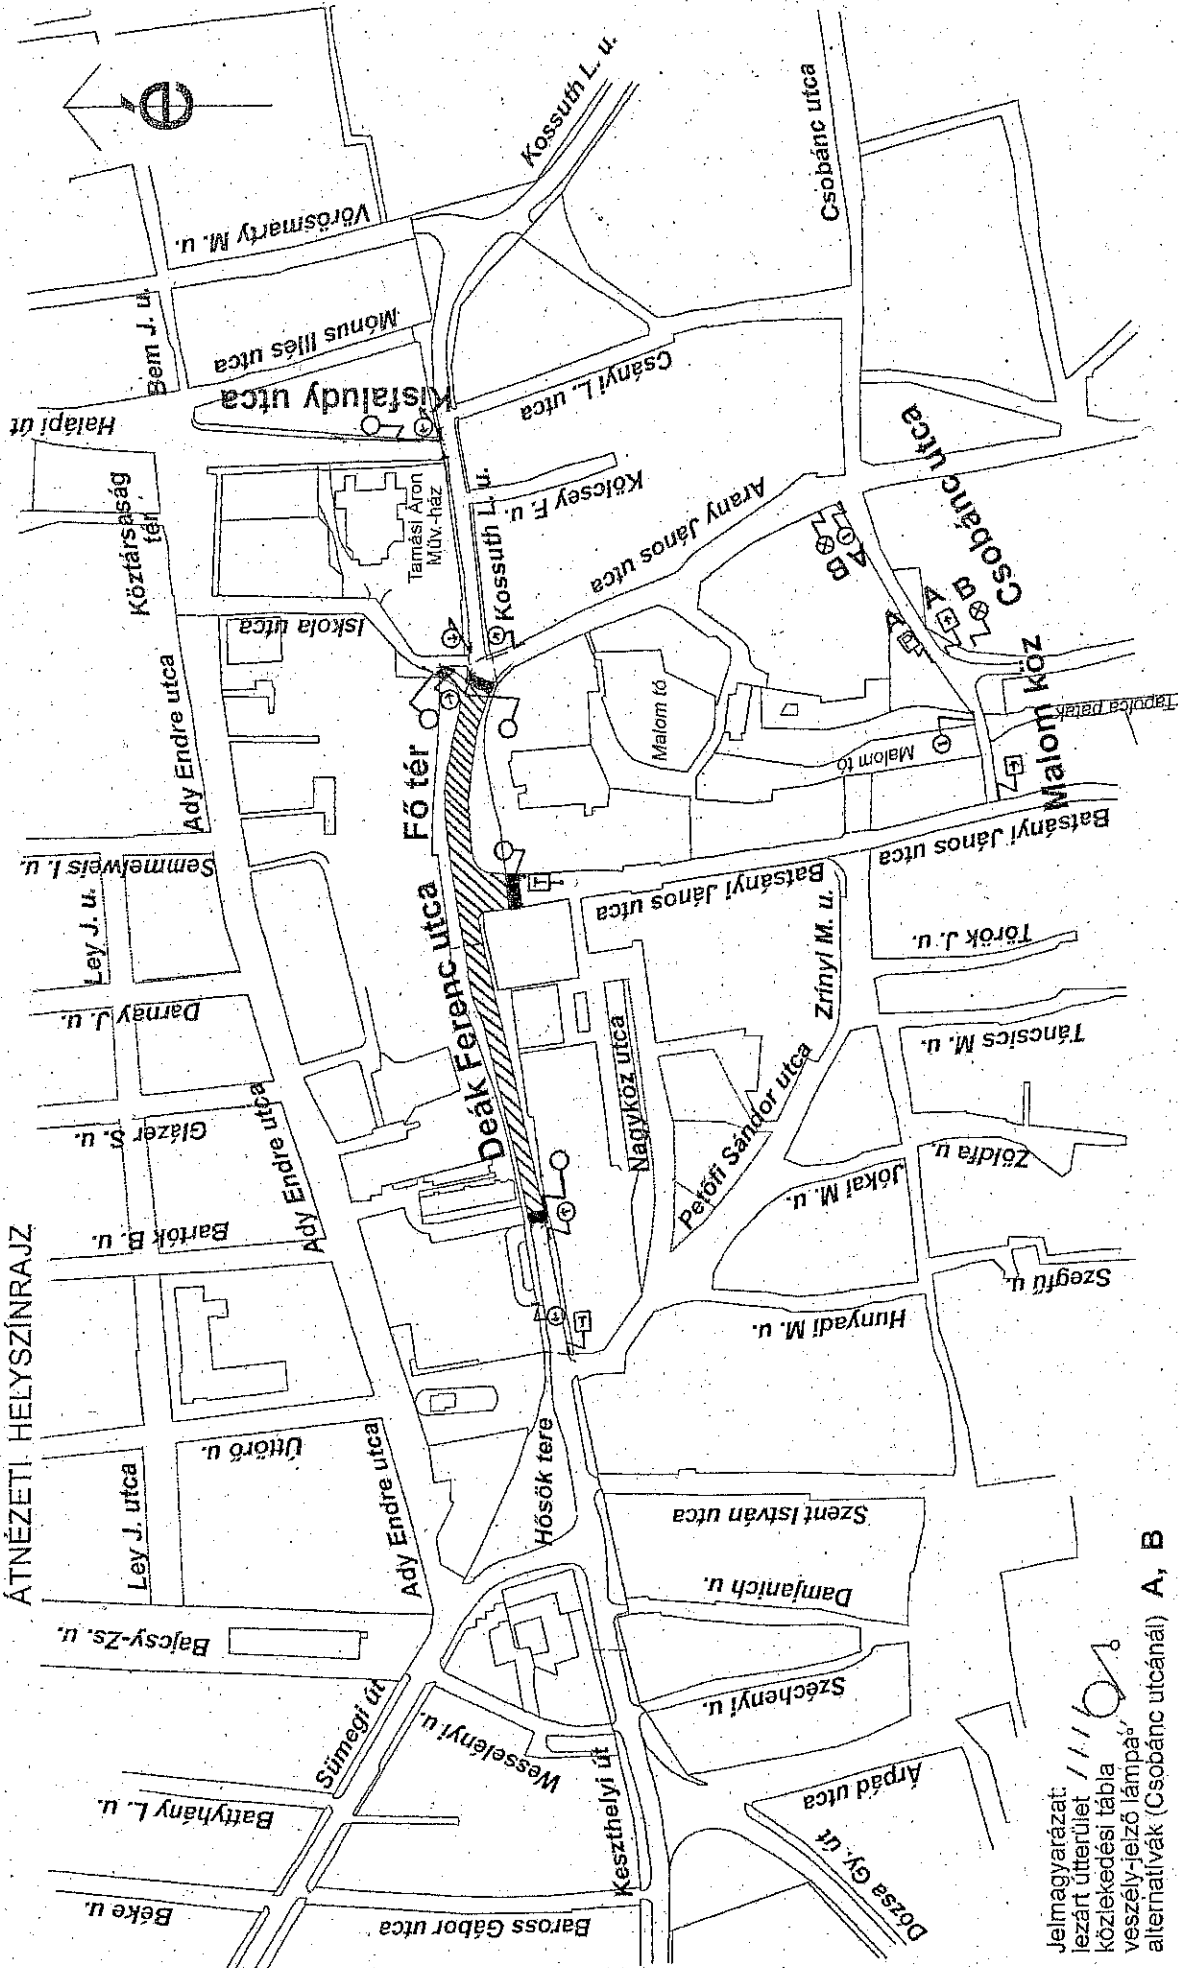 ÁTNÉZETI HELYSZÍNRAJZ
é
Béke u.
Battyhány L. u.
Sümegi út
Bajcsy-Zs. u.
Ley J. utca
Úttörő u.
Bartók B. u.
Glázer S. u.
Darnay J. u.
Ley J. u.
Semmelweis I. u.
Ady Endre utca
Ady Endre utca
Ady Endre utca
Köztársaság
tér
Halápi út
Bem J. u.
Vörösmarty M. u.
Mónus Illés utca
Kisfaludy utca
Iskola utca
Tamási Áron
Műv.-ház
Baross Gábor utca
Wesselényi u.
Keszthelyi út
Hősök tere
Deák Ferenc utca
Fő tér
Kossuth L. u.
Kossuth L. u.
Csányi L. utca
Kölcsey F. u.
Arany János utca
Csobánc utca
Csobánc utca
Malom tó
Malom tó
Tapolca patak
Malom köz
A
B
A
A
B
Batsányi János utca
Batsányi János utca
Nagyköz utca
Petőfi Sándor utca
Zrínyi M. u.
Török J. u.
Táncsics M. u.
Zöldfa u.
Jókai M. u.
Szegfű u.
Hunyadi M. u.
Szent István utca
Damjanich u.
Széchenyi u.
Árpád utca
Dózsa Gy. út
Jelmagyarázat:
lezárt útterület
közlekedési tábla
veszély-jelző lámpa
alternatívák (Csobánc utcánál) A, B